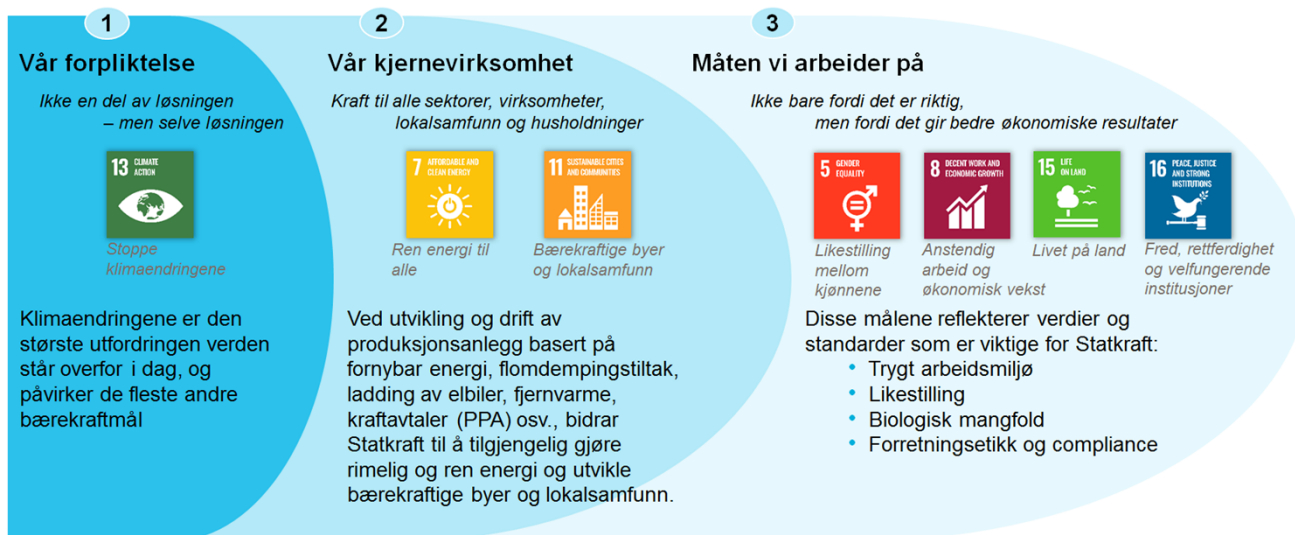 1
Vår forpliktelse
Ikke en del av løsningen
– men selve løsningen
13 CLIMATE
ACTION
Stoppe
klimaendringene
Klimaendringene er den
største utfordringen verden
står overfor i dag, og
påvirker de fleste andre
bærekraftmål
2
Vår kjernevirksomhet
Kraft til alle sektorer, virksomheter,
lokalsamfunn og husholdninger
7 AFFORDABLE AND
CLEAN ENERGY
Ren energi til
alle
11 SUSTAINABLE CITIES
AND COMMUNITIES
Bærekraftige byer
og lokalsamfunn
Ved utvikling og drift av
produksjonsanlegg basert på
fornybar energi, flomdempingstiltak,
ladding av elbiler, fjernvarme,
kraftavtaler (PPA) osv., bidrar
Statkraft til å tilgjengelig gjøre
rimelig og ren energi og utvikle
bærekraftige byer og lokalsamfunn.
3
Måten vi arbeider på
Ikke bare fordi det er riktig,
men fordi det gir bedre økonomiske resultater
5 GENDER
EQUALITY
Likestilling
mellom
kjønnene
8 DECENT WORK AND
ECONOMIC GROWTH
Anstendig
arbeid og
økonomisk vekst
15 LIFE
ON LAND
Livet på land
16 PEACE, JUSTICE
AND STRONG
INSTITUTIONS
Fred, rettferdighet
og velfungerende
institusjoner
Disse målene reflekterer verdier og
standarder som er viktige for Statkraft:
• Trygt arbeidsmiljø
• Likestilling
• Biologisk mangfold
• Forretningsetikk og compliance